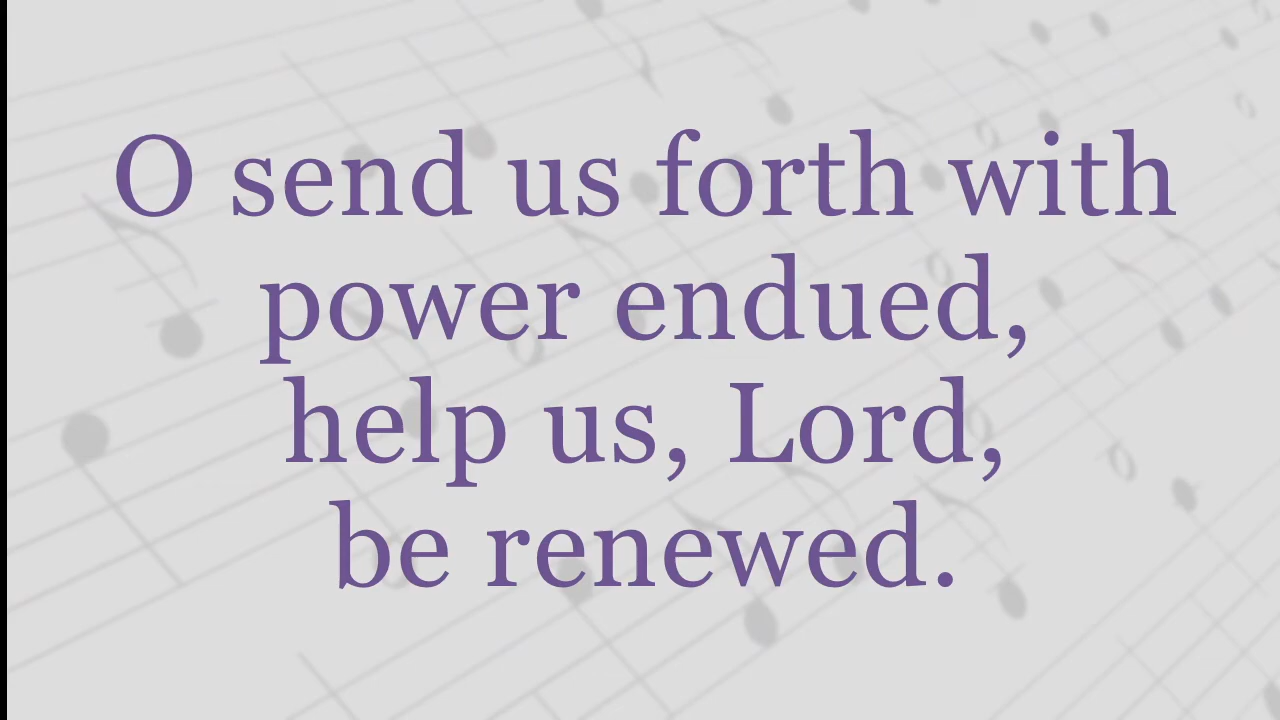 O send us forth with
power endued,
help us, Lord,
be renewed.